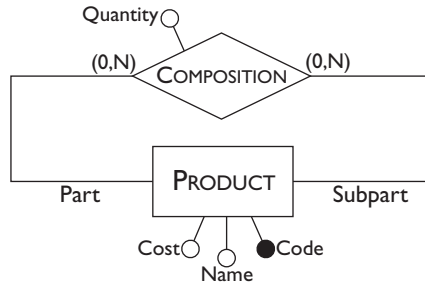 Quantity
(0,N)
COMPOSITION
(0,N)
Part
PRODUCT
Subpart
Cost
Name
Code